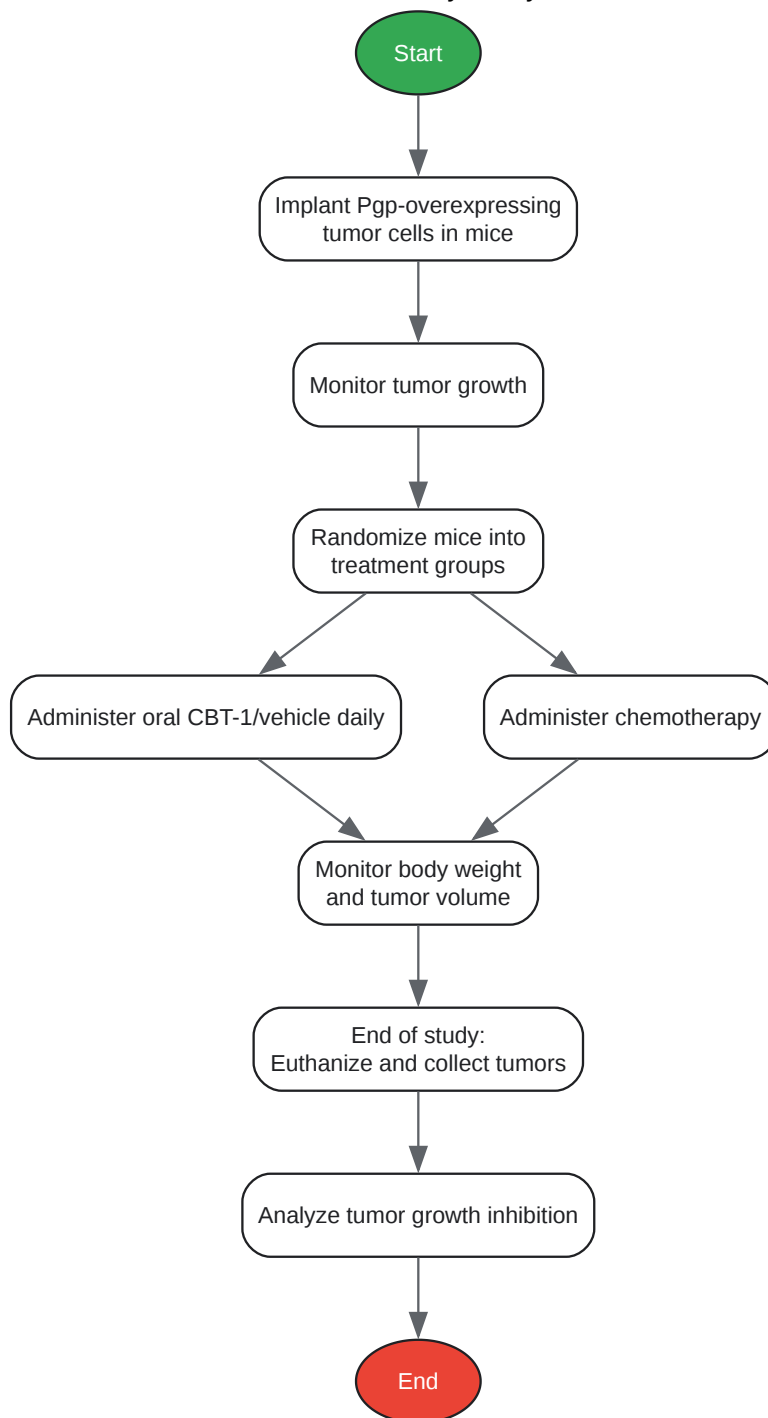 Start
Implant Pgp-overexpressing
tumor cells in mice
Monitor tumor growth
Randomize mice into
treatment groups
Administer oral CBT-1/vehicle daily
Administer chemotherapy
Monitor body weight
and tumor volume
End of study:
Euthanize and collect tumors
Analyze tumor growth inhibition
End